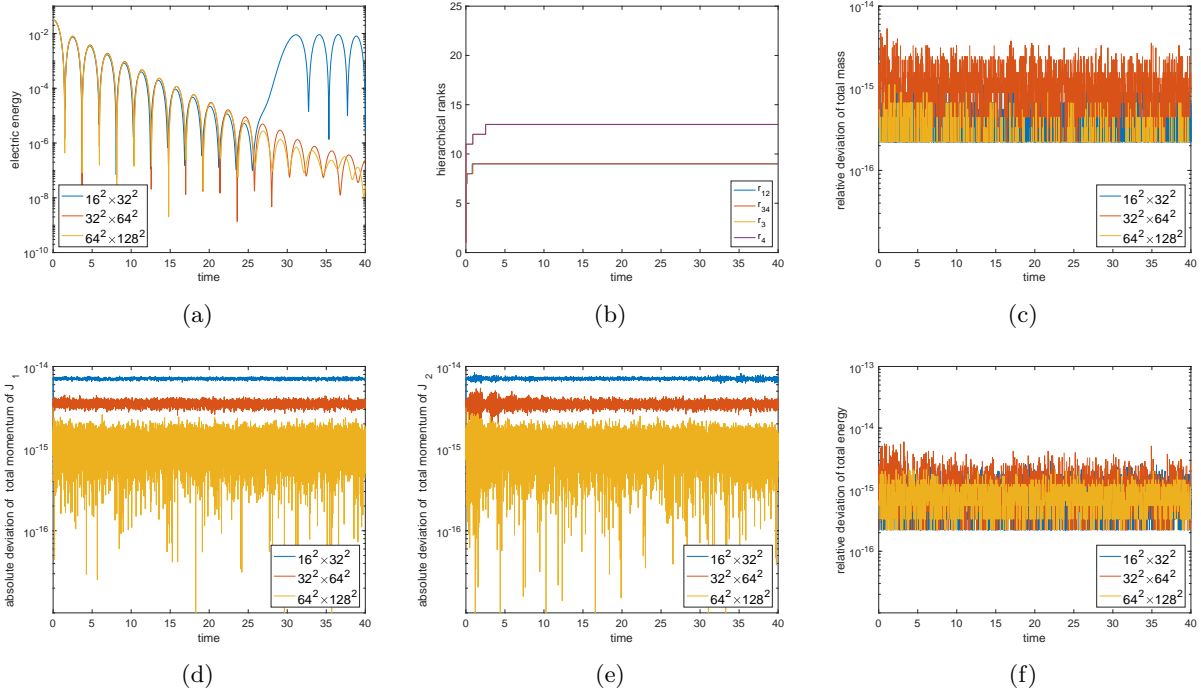 electric energy
10^-2
10^-4
10^-6
10^-8
10^-10
16^2×32^2
32^2×64^2
64^2×128^2
0 5 10 15 20 25 30 35 40
time
(a)
hierarchical ranks
25
20
15
10
5
0
r_12
r_34
r_3
r_4
0 5 10 15 20 25 30 35 40
time
(b)
relative deviation of total mass
10^-14
10^-15
10^-16
16^2×32^2
32^2×64^2
64^2×128^2
0 5 10 15 20 25 30 35 40
time
(c)
absolute deviation of total momentum of J_1
10^-14
10^-15
10^-16
16^2×32^2
32^2×64^2
64^2×128^2
0 5 10 15 20 25 30 35 40
time
(d)
absolute deviation of total momentum of J_2
10^-14
10^-15
10^-16
16^2×32^2
32^2×64^2
64^2×128^2
0 5 10 15 20 25 30 35 40
time
(e)
relative deviation of total energy
10^-13
10^-14
10^-15
10^-16
16^2×32^2
32^2×64^2
64^2×128^2
0 5 10 15 20 25 30 35 40
time
(f)